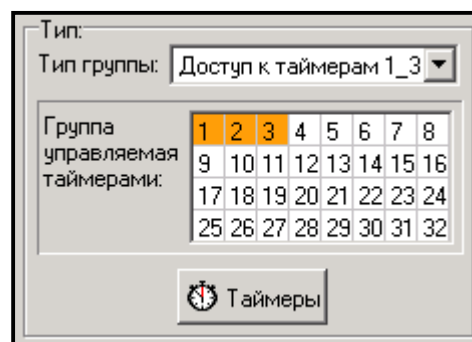 Тип:
Тип группы: Доступ к таймерам 1_3
Группа
управляемая
таймерами:
1 2 3 4 5 6 7 8
9 10 11 12 13 14 15 16
17 18 19 20 21 22 23 24
25 26 27 28 29 30 31 32
Таймеры